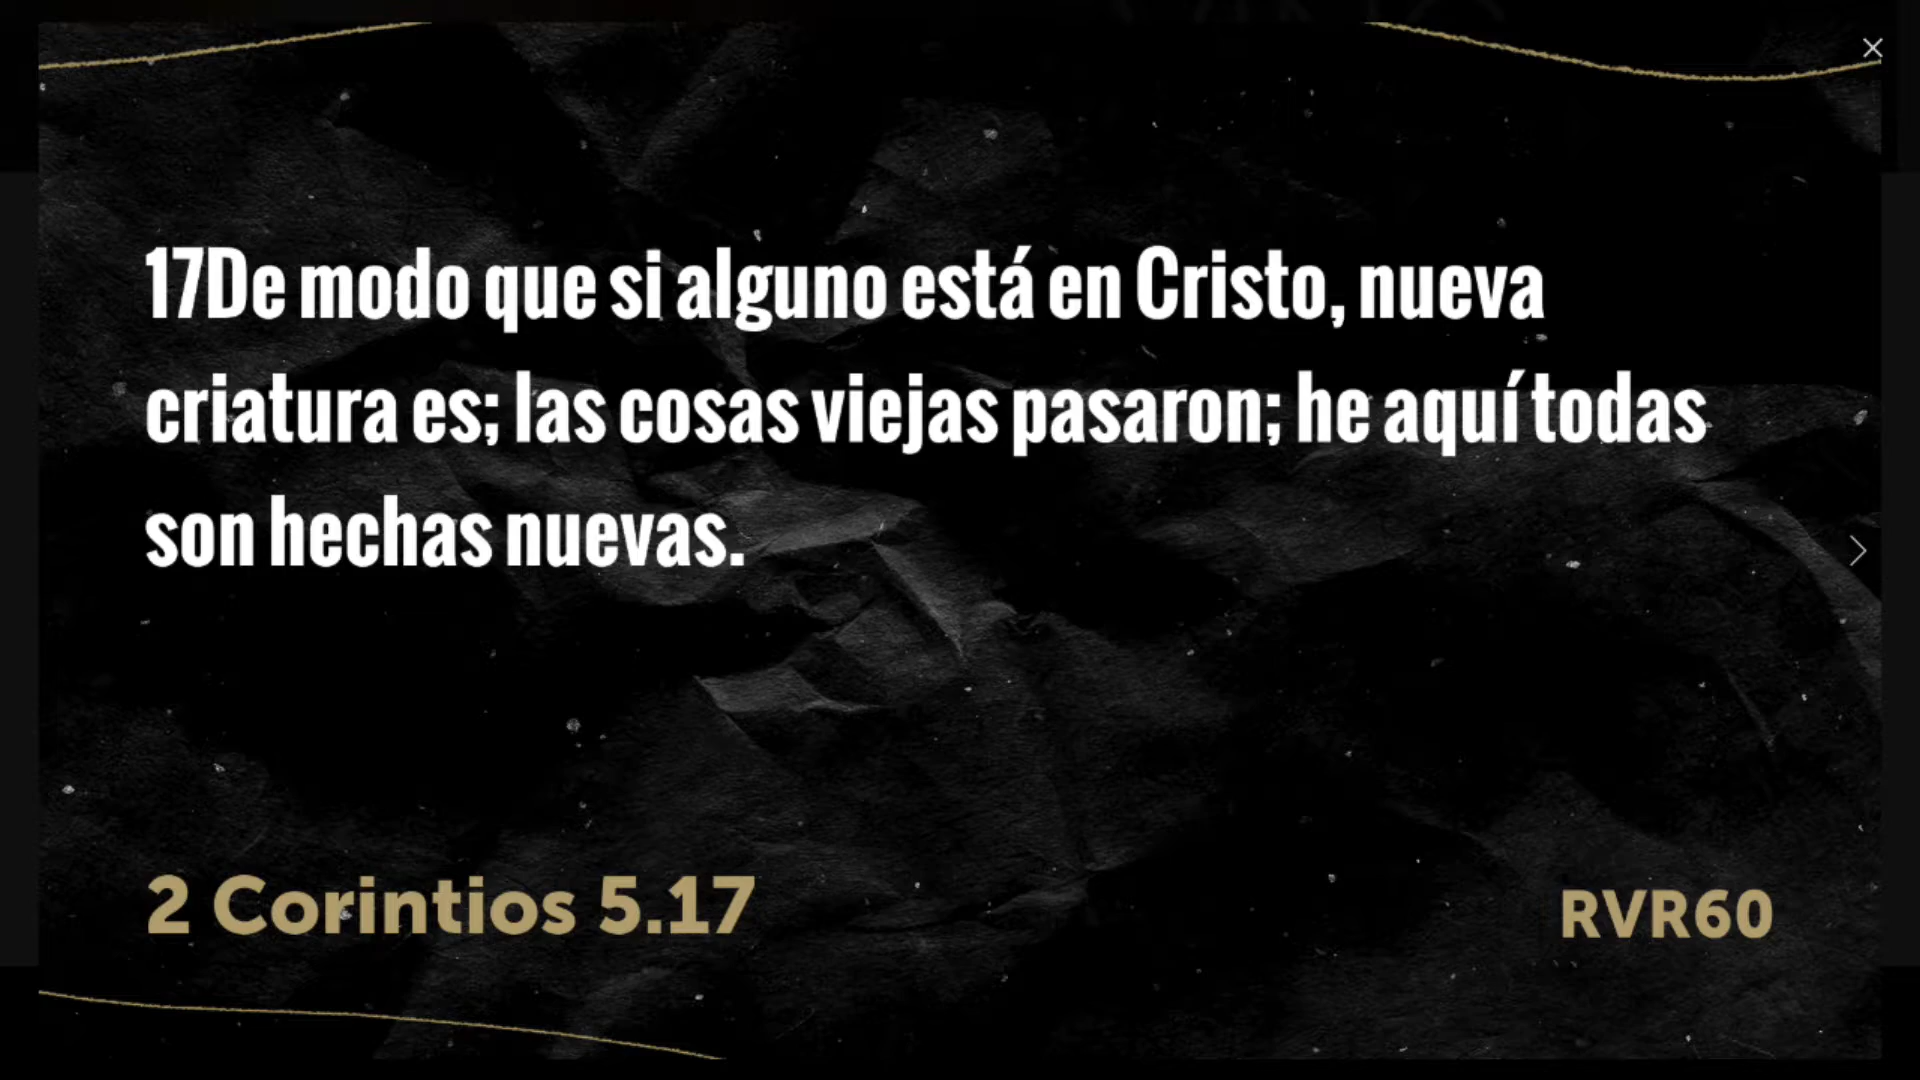 17De modo que si alguno está en Cristo, nueva
criatura es; las cosas viejas pasaron; he aquí todas
son hechas nuevas.
2 Corintios 5.17
RVR60